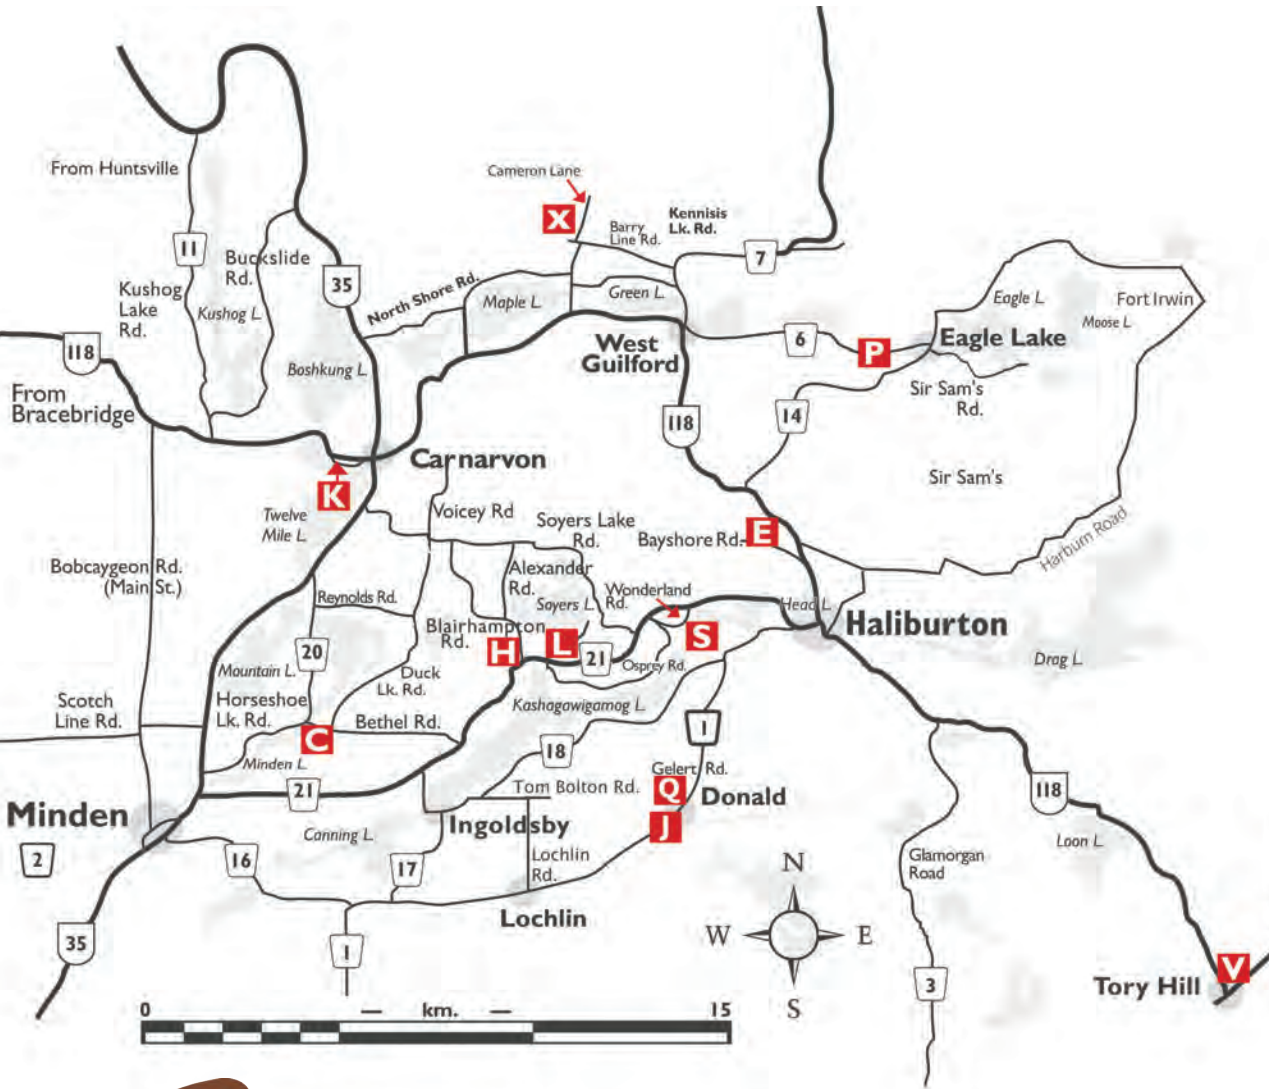 Cameron Lane
From Huntsville
X
Kennisis
Lk. Rd.
Barry
Line Rd.
11
Buckslide
Rd.
7
35
Kushog
Lake
Rd.
North Shore Rd.
Maple L.
Green L.
Eagle L.
Fort Irwin
Kushog L.
Moose L.
118
West
Guilford
6
P
Eagle Lake
Boshkung L.
From
Bracebridge
Sir Sam's
Rd.
14
118
Carnarvon
Sir Sam's
K
Twelve
Mile L.
Voicey Rd
Soyers Lake
Rd.
Bayshore Rd.
E
Harburn Road
Bobcaygeon Rd.
(Main St.)
Alexander
Rd.
Reynolds Rd.
Soyers L.
Wonderland
Rd.
Head L.
Blairhampton
Rd.
Haliburton
20
H
L
21
S
Osprey Rd.
Drag L.
Mountain L.
Duck
Lk. Rd.
Scotch
Line Rd.
Horseshoe
Lk. Rd.
Bethel Rd.
Kashagawigamog L.
C
1
18
Minden L.
Gelert Rd.
21
Tom Bolton Rd.
Q
Donald
118
Minden
Canning L.
Ingoldsby
J
2
16
17
Lochlin
Rd.
Glamorgan
Road
Loon L.
N
Lochlin
35
W
E
1
V
3
Tory Hill
S
0
km.
15